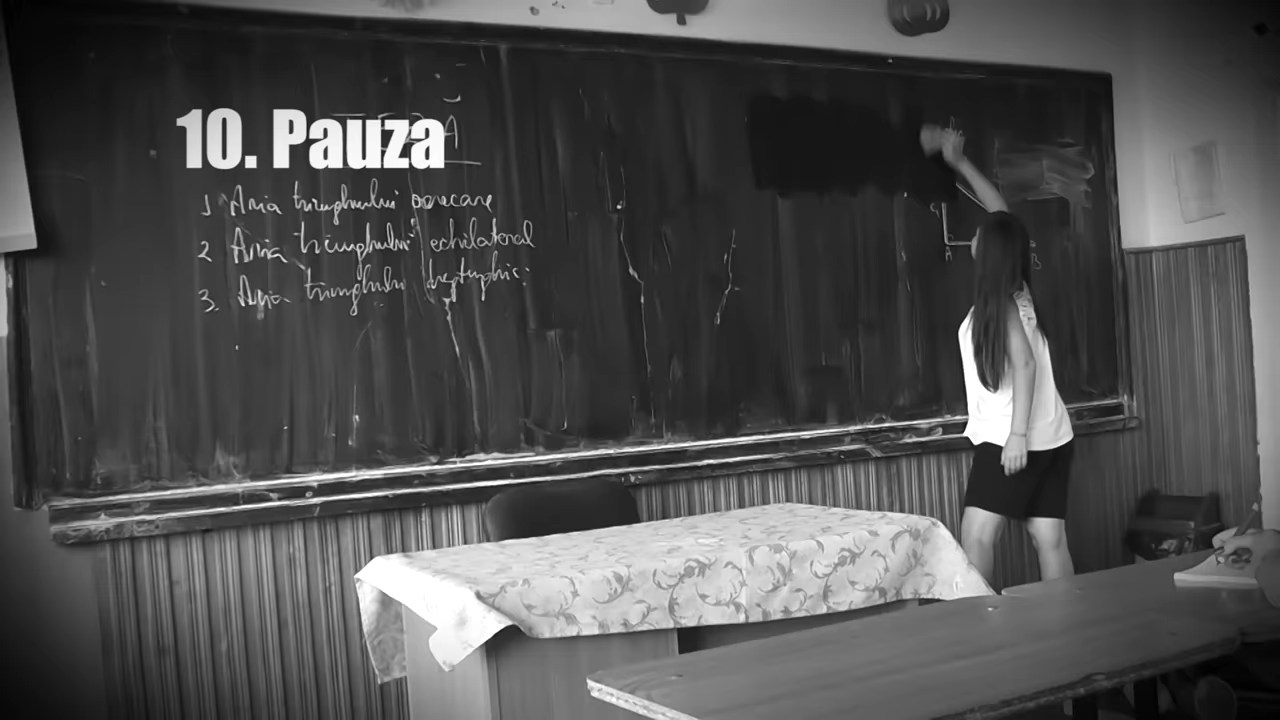 10. Pauza
1 Aria triunghiului oarecare
2 Aria triunghiului echilateral
3. Aria triunghiului dreptunghic:
A
B